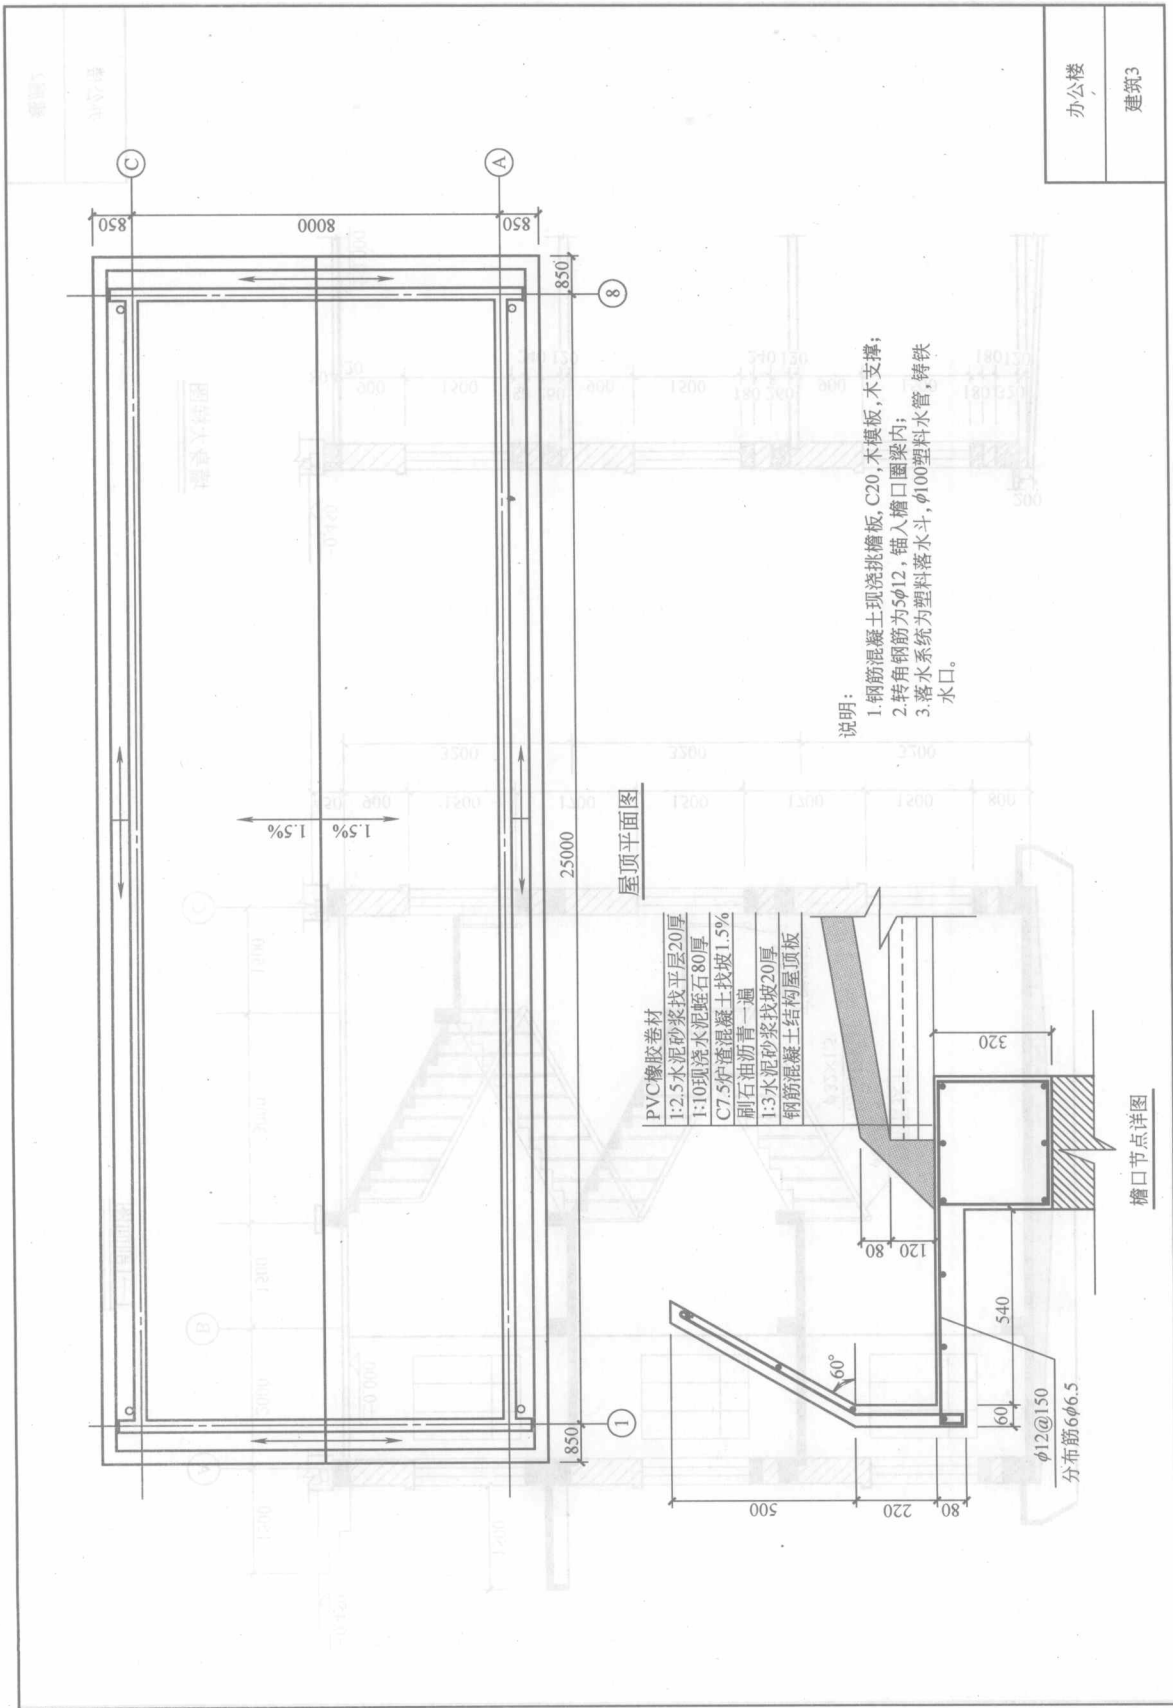 办公楼
建筑3
C
A
850
8000
850
850
25000
850
8
1
1.5%
1.5%
屋顶平面图
说明：
1.钢筋混凝土现浇挑檐板,C20,木模板,木支撑;
2.转角钢筋为5φ12,锚入檐口圈梁内;
3.落水系统为塑料落水斗,φ100塑料水管,铸铁
水口。
PVC橡胶卷材
1:2.5水泥砂浆找平层20厚
1:10现浇水泥蛭石80厚
C7.5炉渣混凝土找坡1.5%
刷石油沥青一遍
1:3水泥砂浆找坡20厚
钢筋混凝土结构屋顶板
320
80
120
540
60
60°
500
220
80
φ12@150
分布筋6φ6.5
檐口节点详图